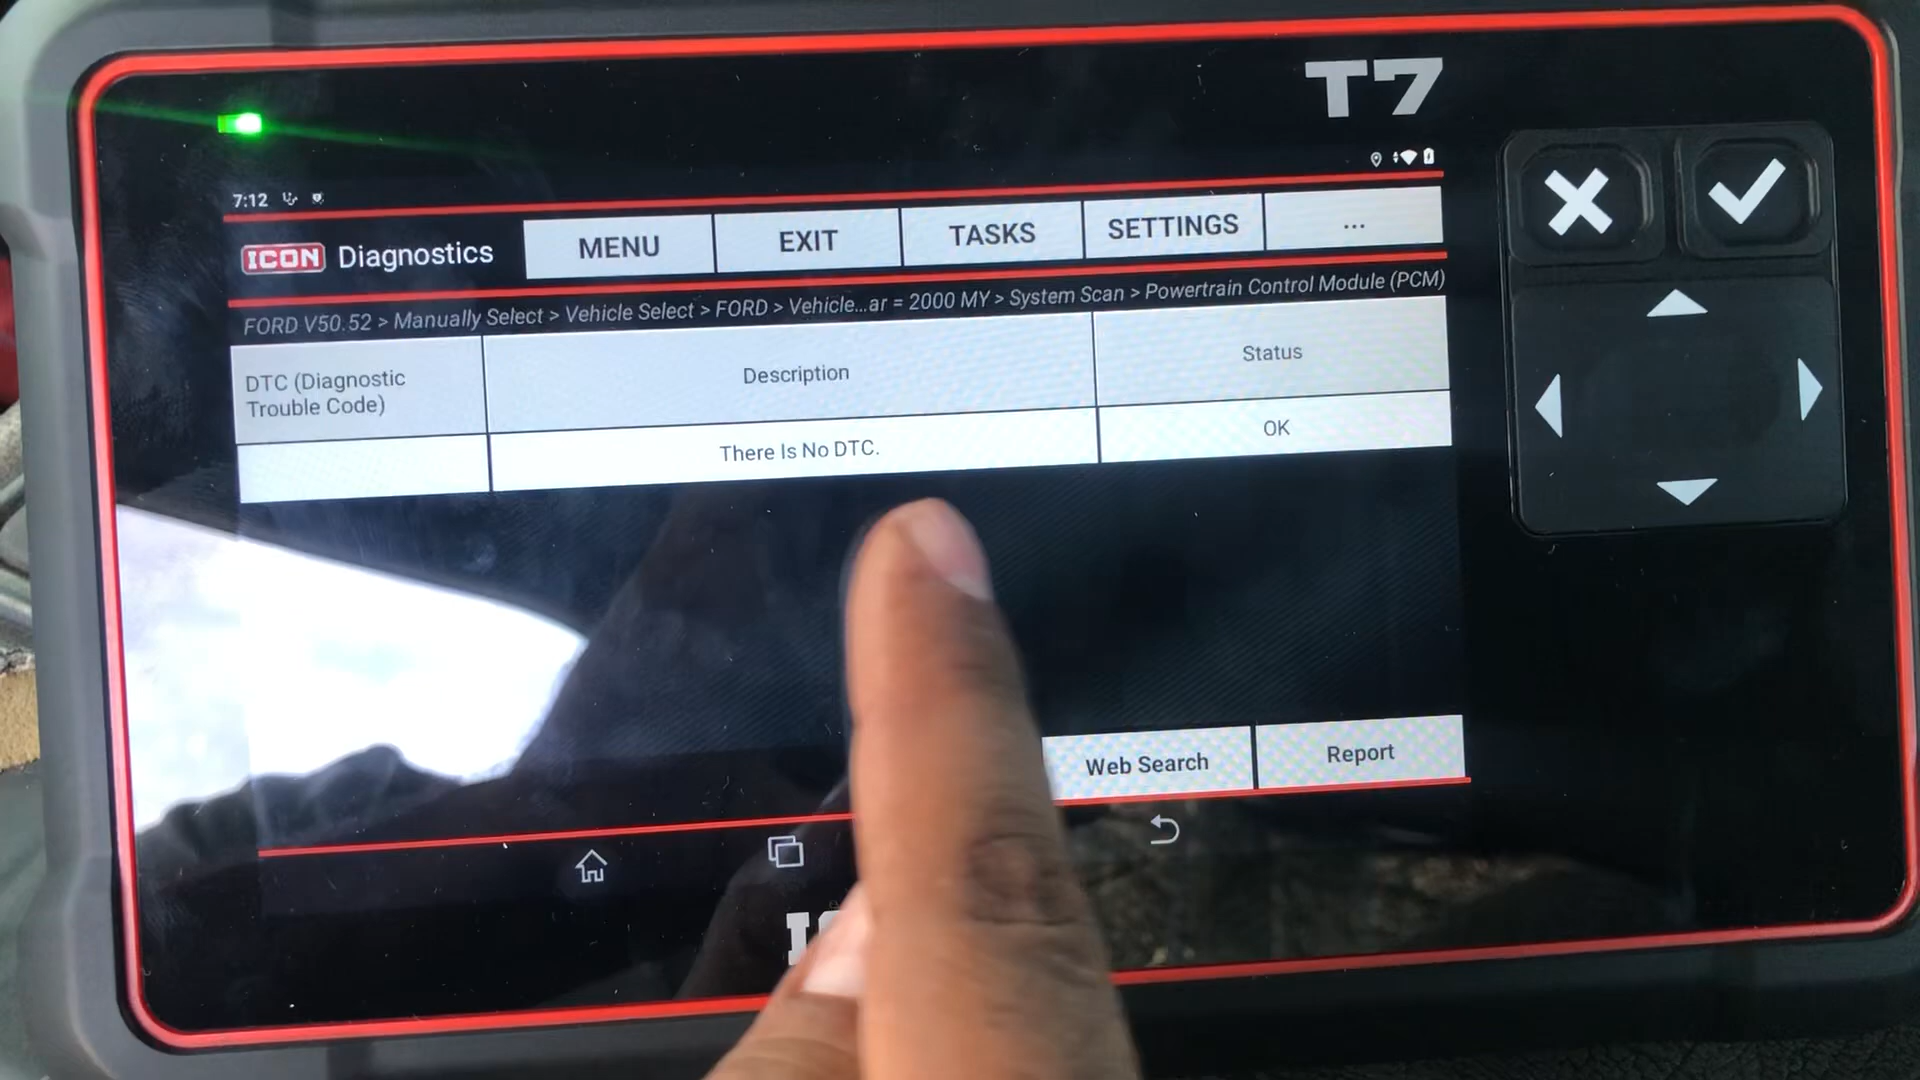 T7
7:12
ICON Diagnostics
MENU
EXIT
TASKS
SETTINGS
...
FORD V50.52 > Manually Select > Vehicle Select > FORD > Vehicle...ar = 2000 MY > System Scan > Powertrain Control Module (PCM)
DTC (Diagnostic
Trouble Code)
Description
Status
There Is No DTC.
OK
Web Search
Report